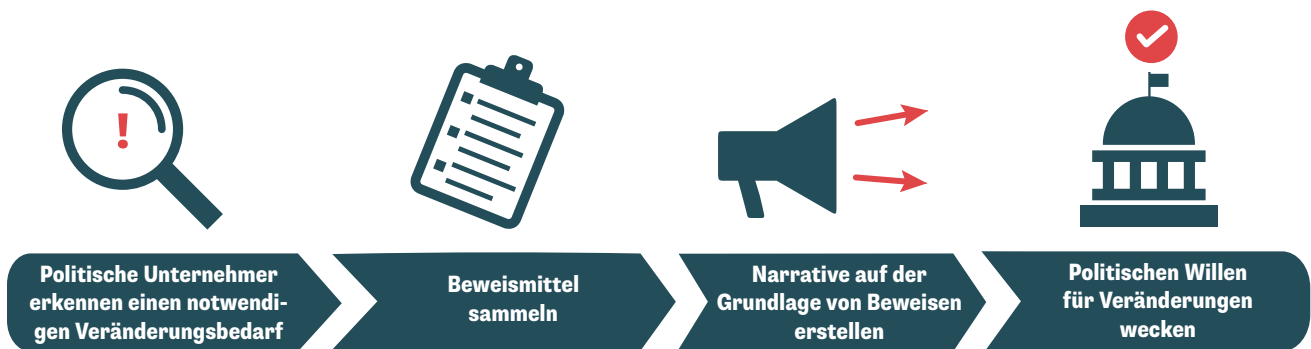 !
Politische Unternehmer
erkennen einen notwendi-
gen Veränderungsbedarf
Beweismittel
sammeln
Narrative auf der
Grundlage von Beweisen
erstellen
Politischen Willen
für Veränderungen
wecken